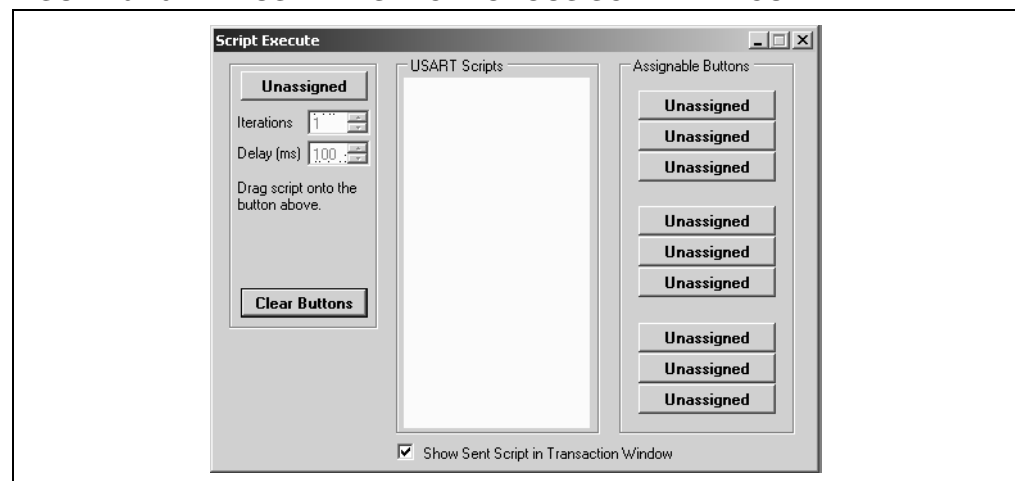 Script Execute
Unassigned
Iterations 1
Delay (ms) 100
Drag script onto the
button above.
Clear Buttons
USART Scripts
Assignable Buttons
Unassigned
Unassigned
Unassigned
Unassigned
Unassigned
Unassigned
Unassigned
Unassigned
Unassigned
Show Sent Script in Transaction Window